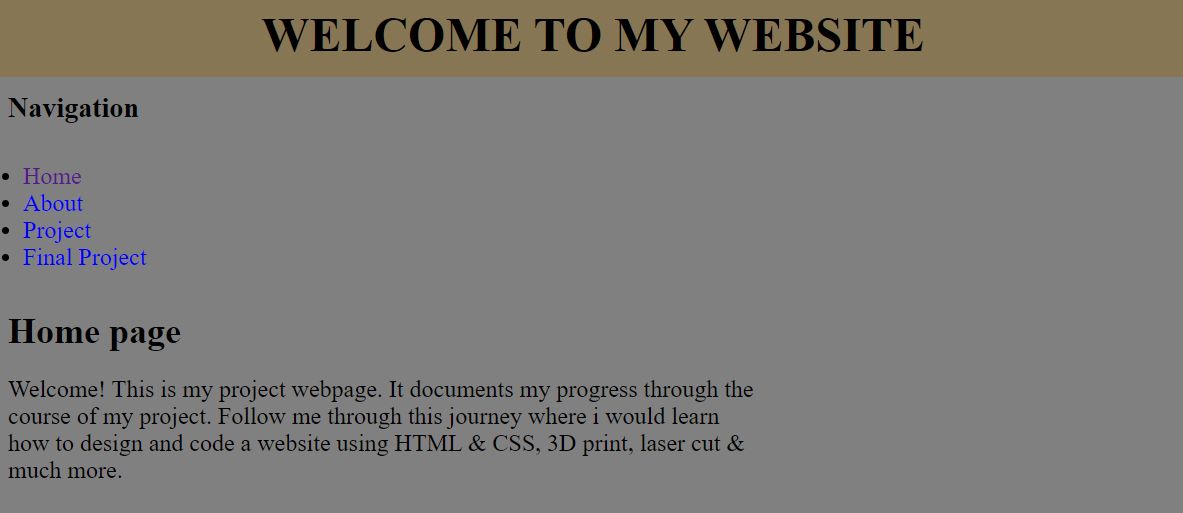 WELCOME TO MY WEBSITE
Navigation
Home
About
Project
Final Project
Home page
Welcome! This is my project webpage. It documents my progress through the
course of my project. Follow me through this journey where i would learn
how to design and code a website using HTML & CSS, 3D print, laser cut &
much more.